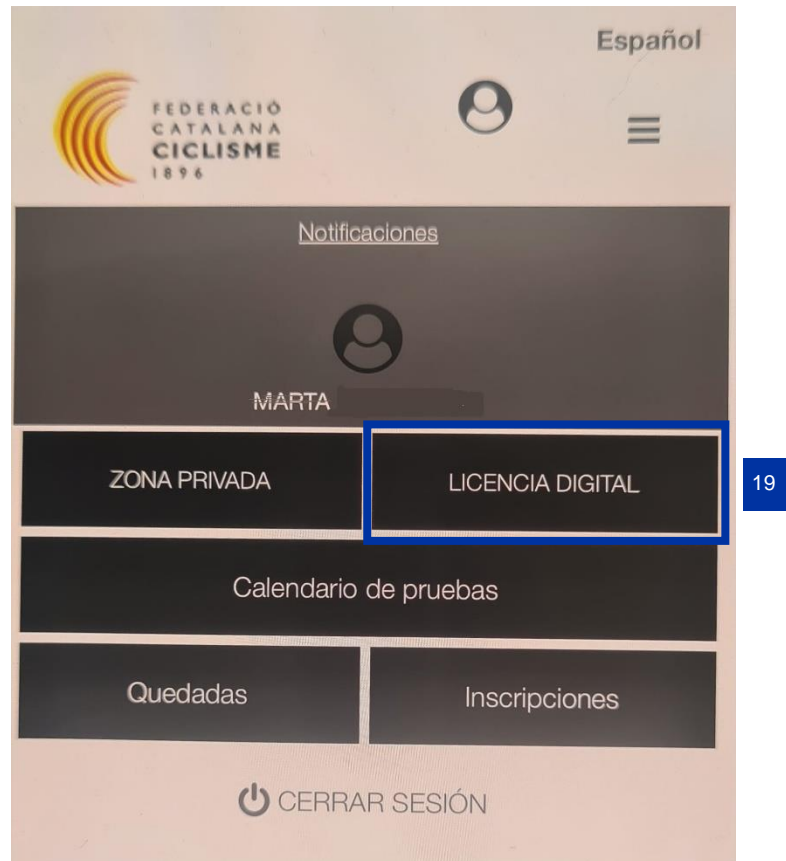 Español
FEDERACIÓ
CATALANA
CICLISME
1896
Notificaciones
MARTA
ZONA PRIVADA
LICENCIA DIGITAL
19
Calendario de pruebas
Quedadas
Inscripciones
CERRAR SESIÓN